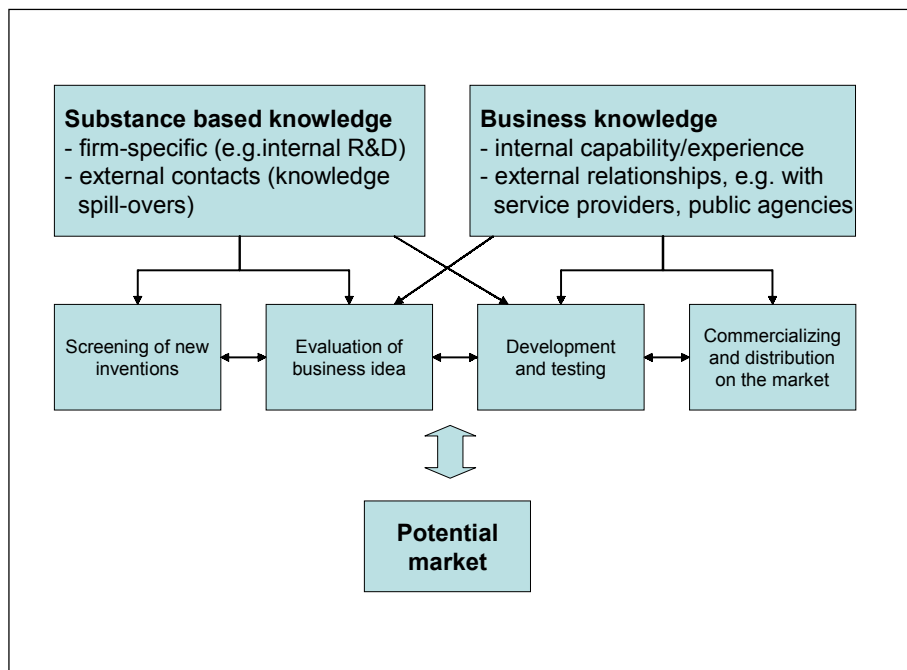 Substance based knowledge
- firm-specific (e.g.internal R&D)
- external contacts (knowledge
spill-overs)
Business knowledge
- internal capability/experience
- external relationships, e.g. with
service providers, public agencies
Screening of new
inventions
Evaluation of
business idea
Development
and testing
Commercializing
and distribution
on the market
Potential
market